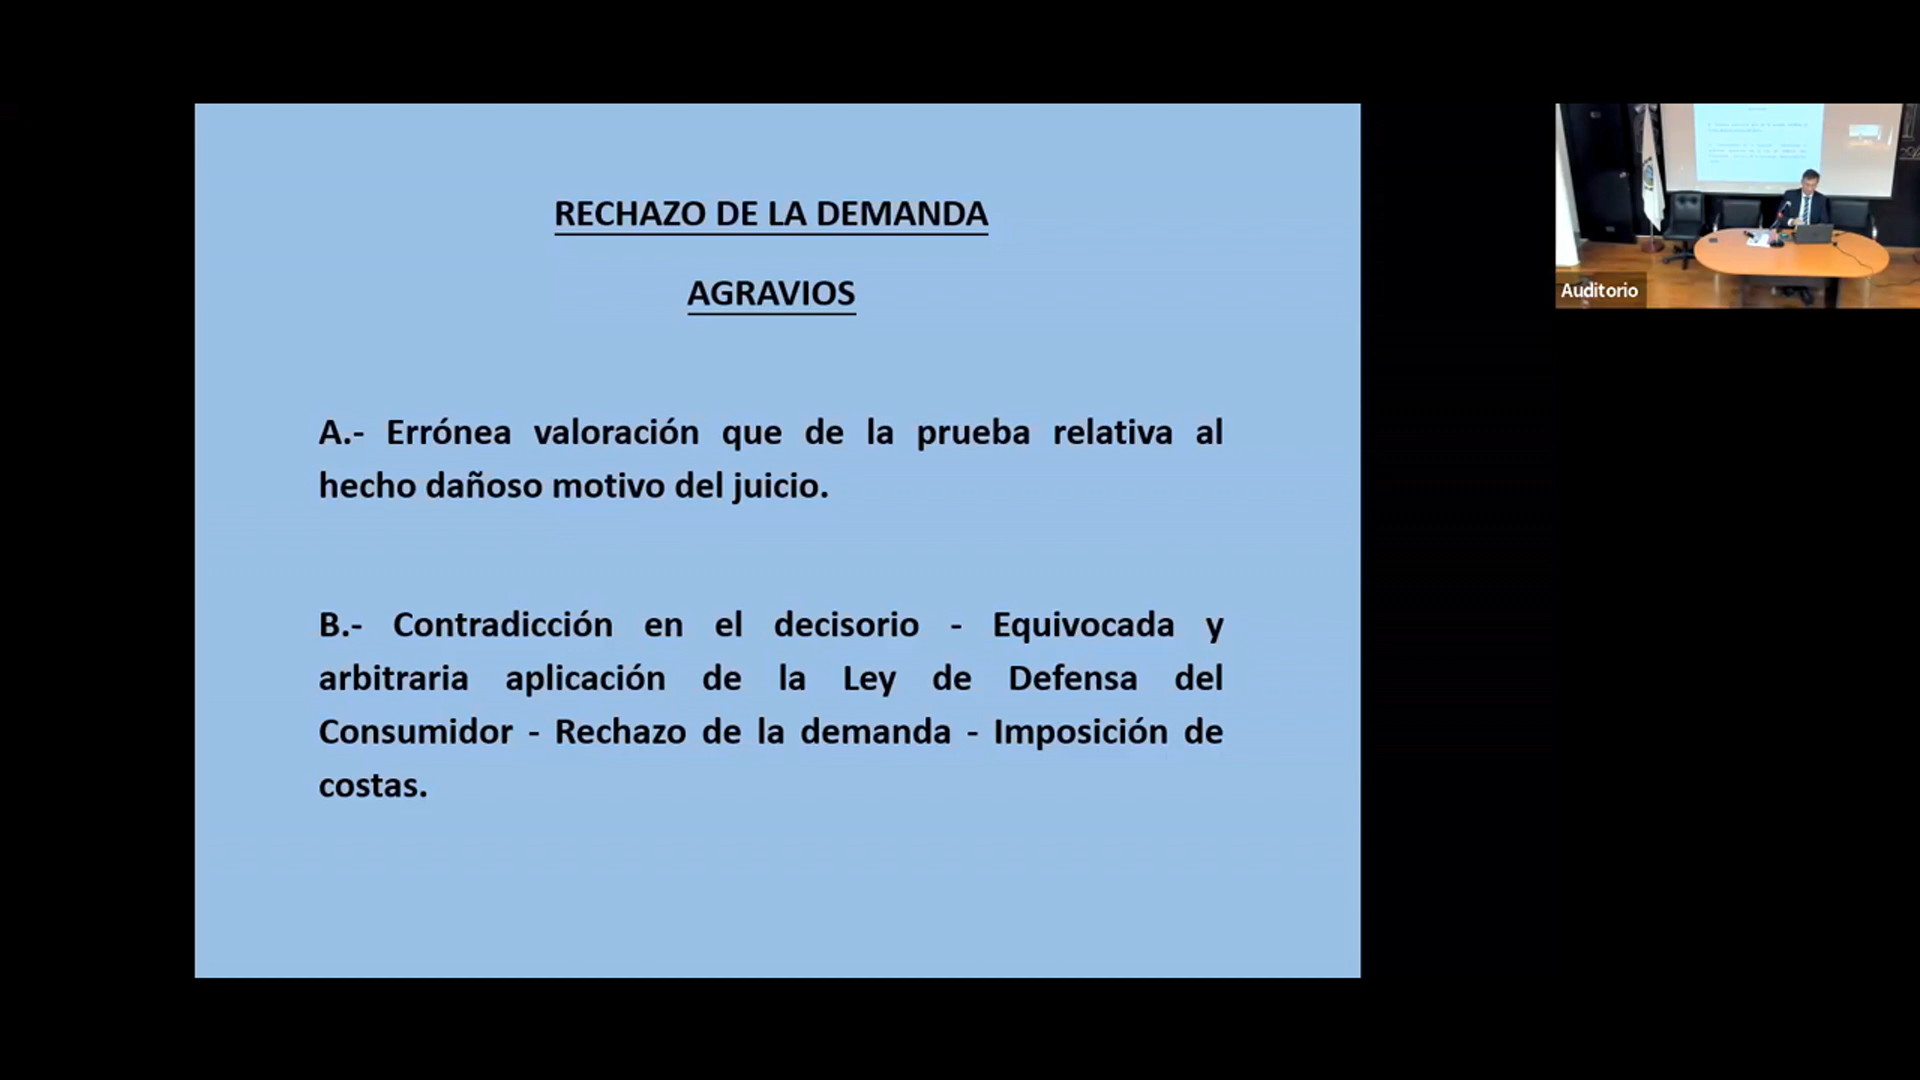 RECHAZO DE LA DEMANDA
AGRAVIOS
A.- Errónea valoración que de la prueba relativa al
hecho dañoso motivo del juicio.
B.- Contradicción en el decisorio - Equivocada y
arbitraria aplicación de la Ley de Defensa del
Consumidor - Rechazo de la demanda - Imposición de
costas.
Auditorio